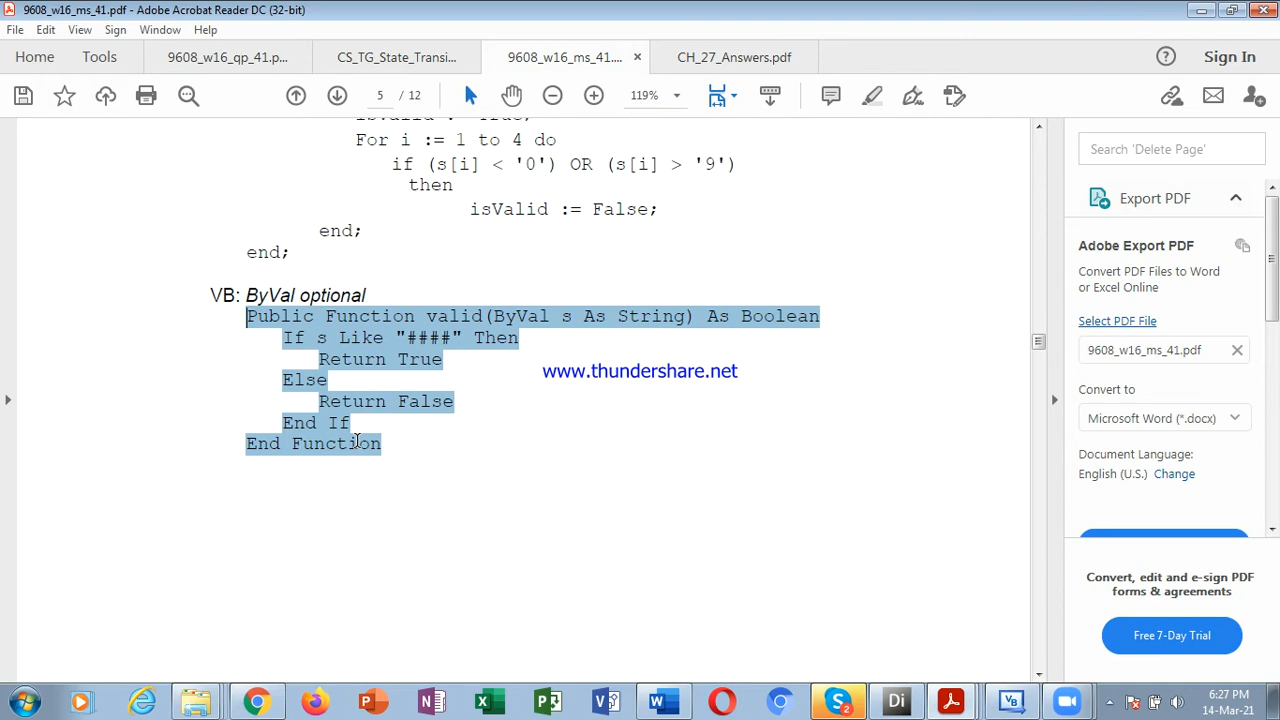 9608_w16_ms_41.pdf - Adobe Acrobat Reader DC (32-bit)
File Edit View Sign Window Help
Home Tools 9608_w16_qp_41.p... CS_TG_State_Transi... 9608_w16_ms_41.... CH_27_Answers.pdf Sign In
5 / 12 119%
For i := 1 to 4 do
if (s[i] < '0') OR (s[i] > '9')
then
isValid := False;
end;
end;
VB: ByVal optional
Public Function valid(ByVal s As String) As Boolean
If s Like "####" Then
Return True
Else
Return False
End If
End Function
www.thundershare.net
Search 'Delete Page'
Export PDF
Adobe Export PDF
Convert PDF Files to Word
or Excel Online
Select PDF File
9608_w16_ms_41.pdf
Convert to
Microsoft Word (*.docx)
Document Language:
English (U.S.) Change
Convert, edit and e-sign PDF
forms & agreements
Free 7-Day Trial
Di
2
6:27 PM
14-Mar-21